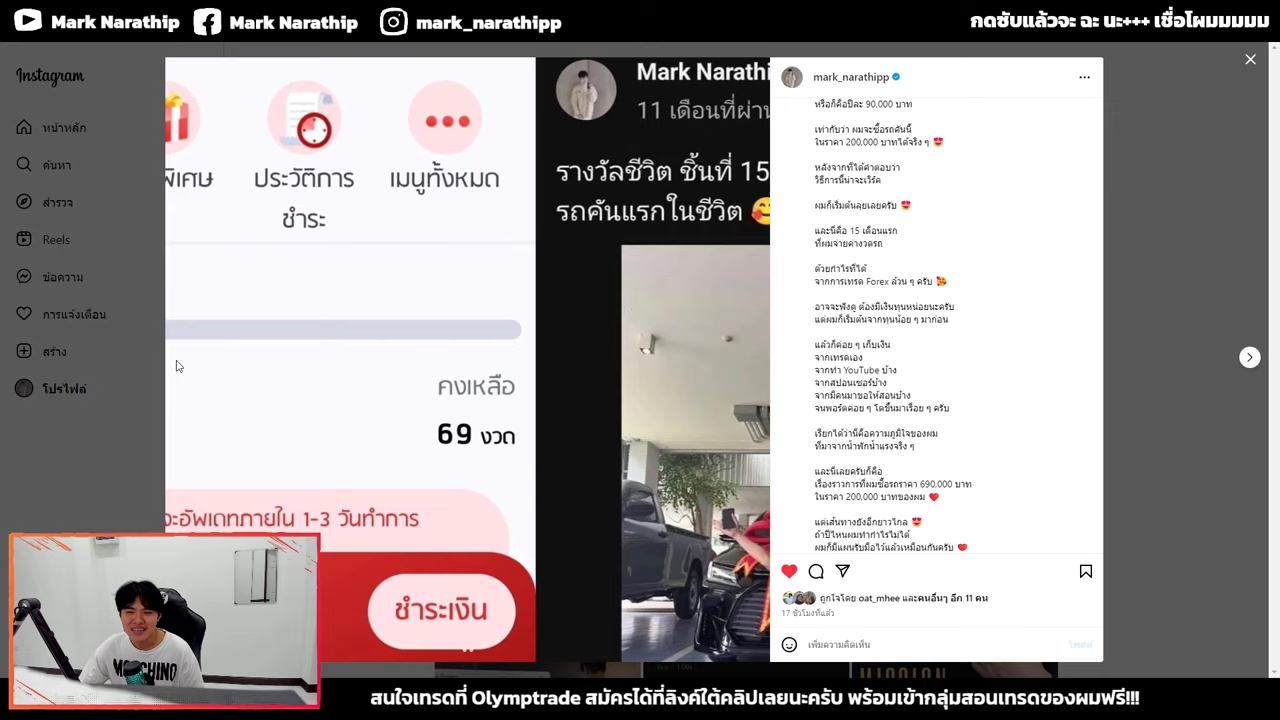 Mark Narathip
Mark Narathip
mark_narathipp
กดซับแล้วจะ ฉะ นะ+++ เชื่อโผมมมมม
Instagram
หน้าหลัก
ค้นหา
สำรวจ
Reels
ข้อความ
การแจ้งเตือน
สร้าง
โปรไฟล์
พิเศษ
ประวัติการ
ชำระ
เมนูทั้งหมด
คงเหลือ
69 งวด
จะอัพเดทภายใน 1-3 วันทำการ
ชำระเงิน
Mark Narathi
11 เดือนที่ผ่าน
รางวัลชีวิต ชิ้นที่ 15
รถคันแรกในชีวิต 🥰
mark_narathipp
หรือก็คือปีละ 90,000 บาท
เท่ากับว่า ผมจะซื้อรถคันนี้
ในราคา 200,000 บาทได้จริง ๆ 😍
หลังจากที่ได้คำตอบว่า
วิธีการนี้น่าจะเวิร์ค
ผมก็เริ่มต้นลุยเลยครับ 😍
และนี่คือ 15 เดือนแรก
ที่ผมจ่ายค่างวดรถ
ด้วยกำไรที่ได้
จากการเทรด Forex ล้วน ๆ ครับ 🥰
อาจจะฟังดู ต้องมีเงินทุนหน่อยนะครับ
แต่ผมก็เริ่มต้นจากทุนน้อย ๆ มาก่อน
แล้วก็ค่อย ๆ เก็บเงิน
จากเทรดเอง
จากทำ YouTube บ้าง
จากสปอนเซอร์บ้าง
จากมีคนมาขอให้สอนบ้าง
จนพอร์ตค่อย ๆ โตขึ้นมาเรื่อย ๆ ครับ
เรียกได้ว่านี่คือความภูมิใจของผม
ที่มาจากน้ำพักน้ำแรงจริง ๆ
และนี่เลยครับก็คือ
เรื่องราวการที่ผมซื้อรถราคา 690,000 บาท
ในราคา 200,000 บาทของผม ❤️
แต่เส้นทางยังอีกยาวไกล 😍
ถ้าปีไหนผมทำกำไรไม่ได้
ผมก็มีแผนรับมือไว้แล้วเหมือนกันครับ ❤️
ถูกใจโดย oat_mhee และคนอื่นๆ อีก 11 คน
17 ชั่วโมงที่แล้ว
เพิ่มความคิดเห็น
โพสต์
สนใจเทรดที่ Olymptrade สมัครได้ที่ลิงค์ใต้คลิปเลยนะครับ พร้อมเข้ากลุ่มสอนเทรดของผมฟรี!!!